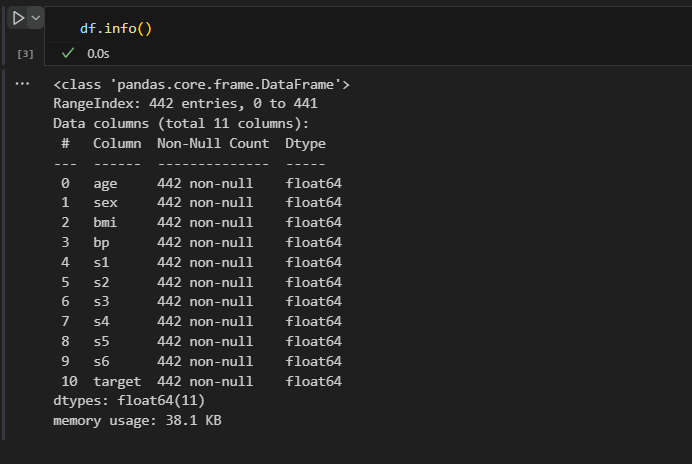 df.info()
[3]
0.0s
...
<class 'pandas.core.frame.DataFrame'>
RangeIndex: 442 entries, 0 to 441
Data columns (total 11 columns):
 #   Column  Non-Null Count  Dtype
---  ------  --------------  -----
 0   age     442 non-null    float64
 1   sex     442 non-null    float64
 2   bmi     442 non-null    float64
 3   bp      442 non-null    float64
 4   s1      442 non-null    float64
 5   s2      442 non-null    float64
 6   s3      442 non-null    float64
 7   s4      442 non-null    float64
 8   s5      442 non-null    float64
 9   s6      442 non-null    float64
 10  target  442 non-null    float64
dtypes: float64(11)
memory usage: 38.1 KB